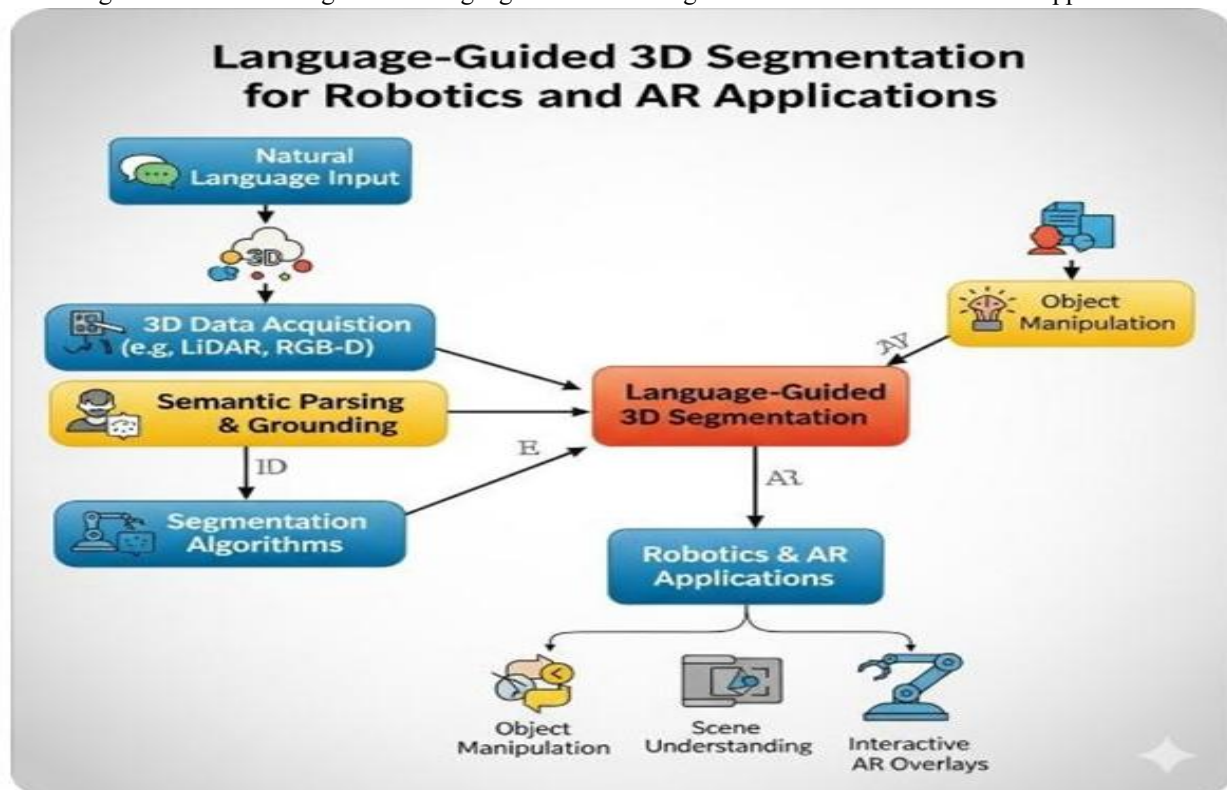 Language-Guided 3D Segmentation
for Robotics and AR Applications
Natural
Language Input
3D
3D Data Acquistion
(e.g, LiDAR, RGB-D)
Semantic Parsing
& Grounding
ID
Segmentation
Algorithms
E
Object
Manipulation
Language-Guided
3D Segmentation
AR
Robotics & AR
Applications
Object
Manipulation
Scene
Understanding
Interactive
AR Overlays